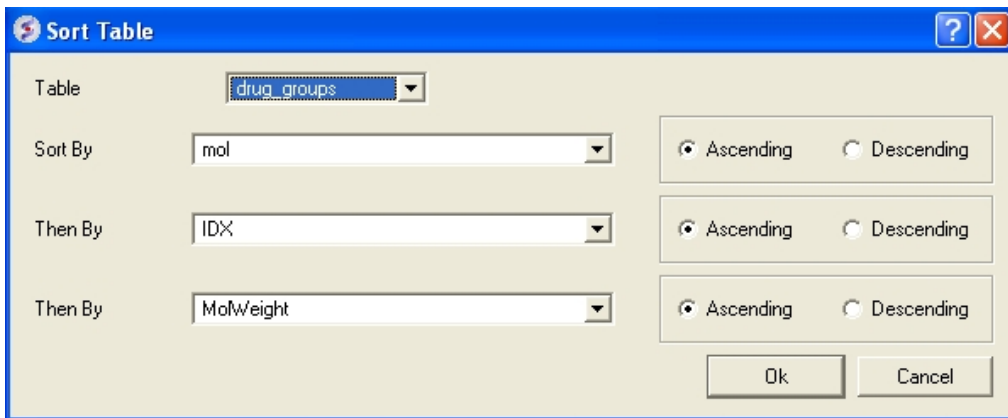 Sort Table
Table drug_groups
Sort By mol Ascending Descending
Then By IDX Ascending Descending
Then By MolWeight Ascending Descending
Ok Cancel